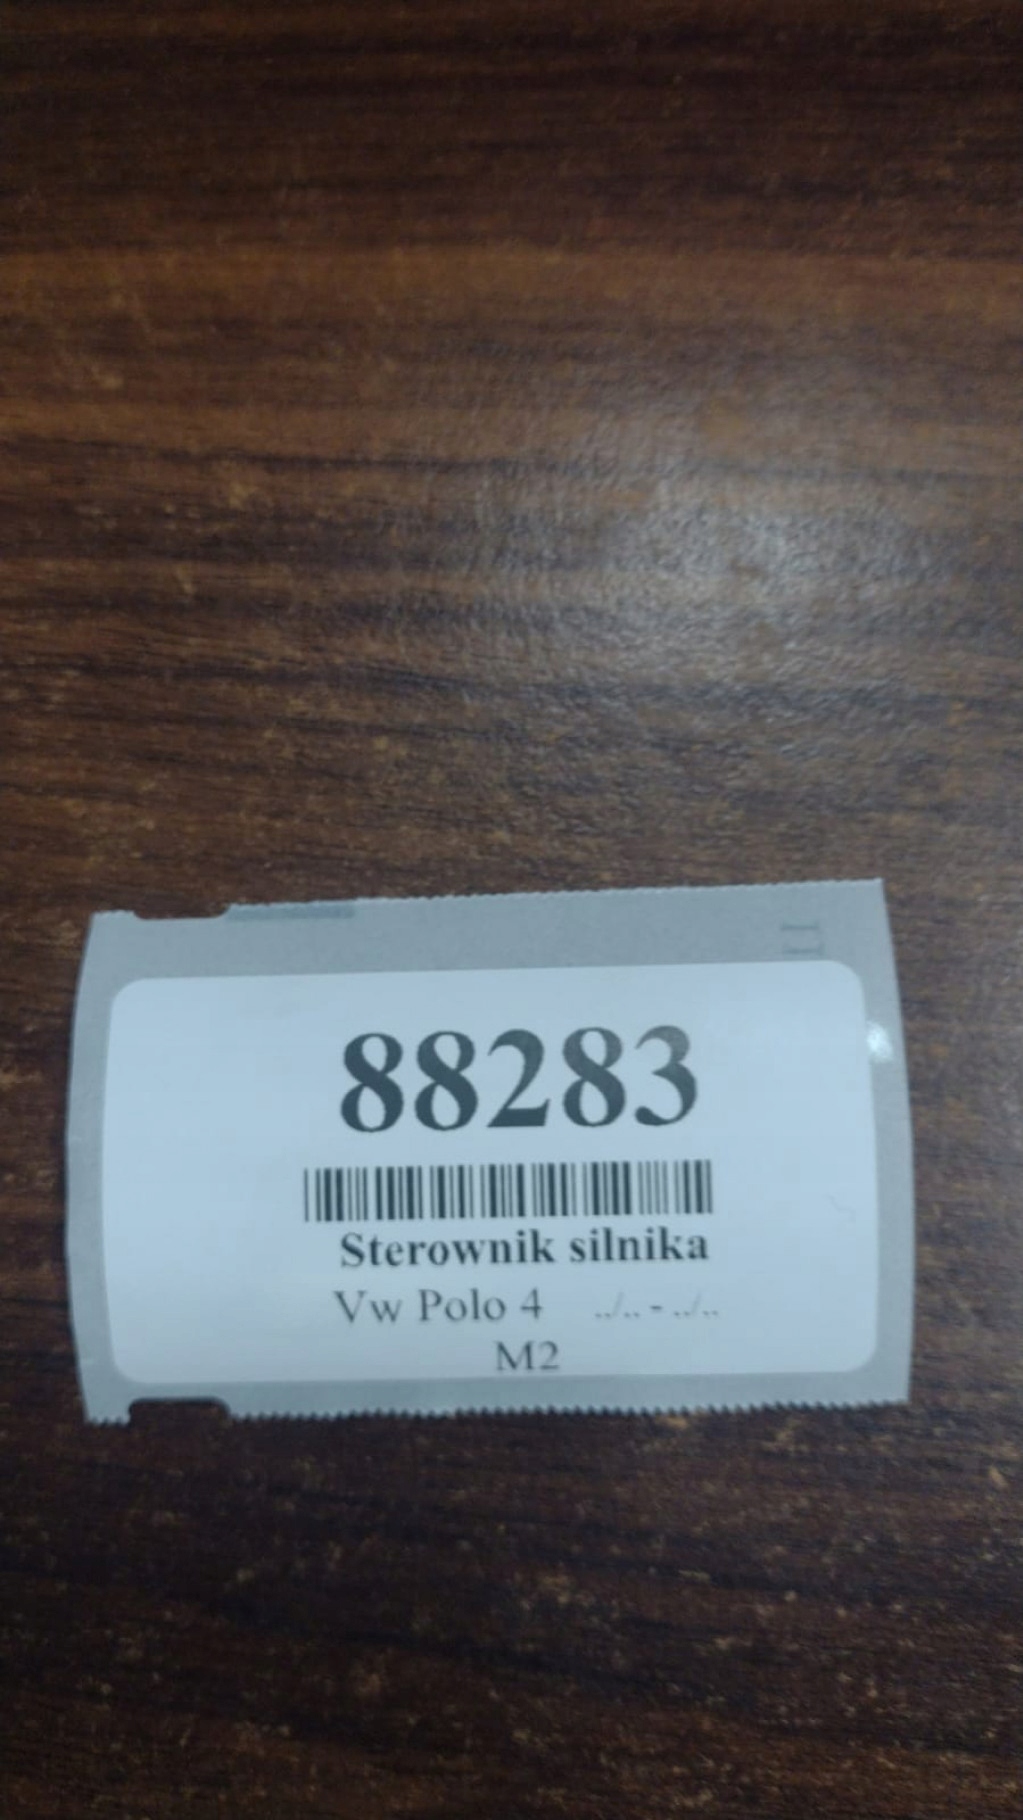 88283
Sterownik silnika
Vw Polo 4 ../.. - ../..
M2